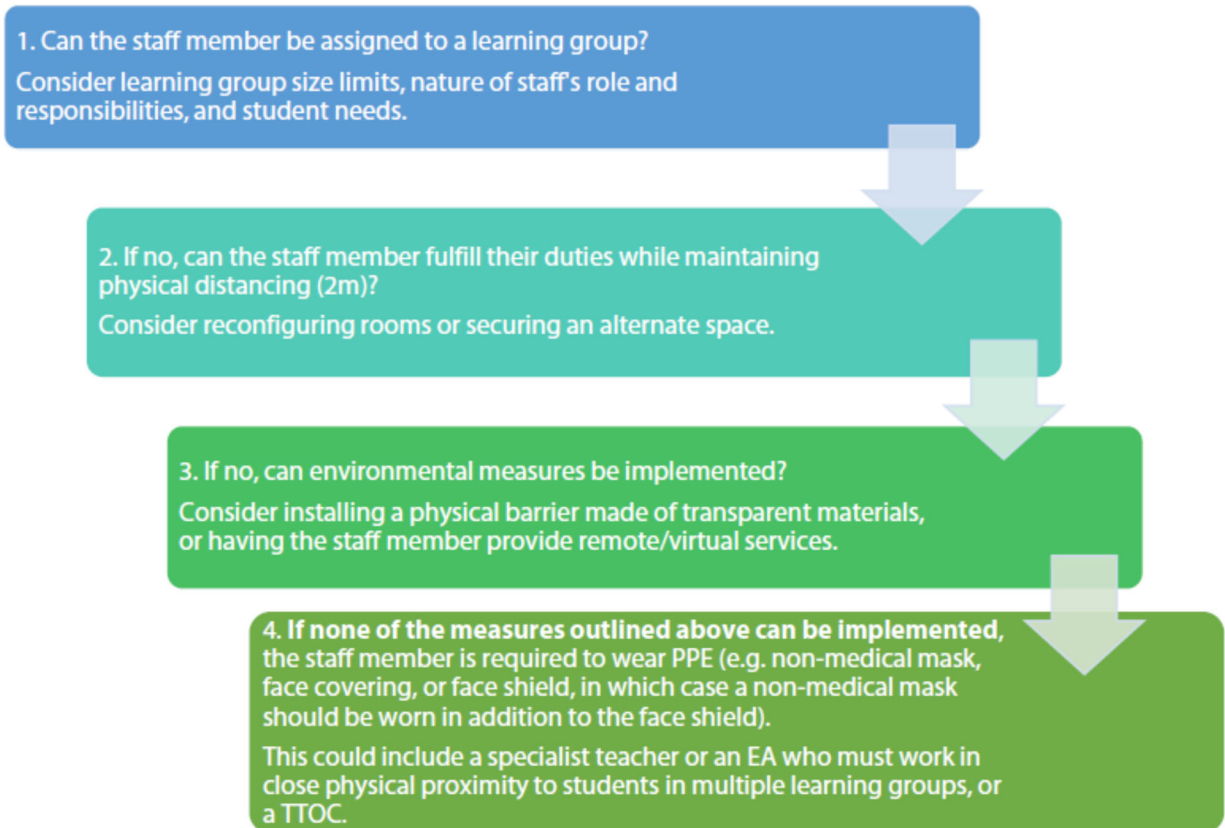 1. Can the staff member be assigned to a learning group?
Consider learning group size limits, nature of staff's role and
responsibilities, and student needs.
2. If no, can the staff member fulfill their duties while maintaining
physical distancing (2m)?
Consider reconfiguring rooms or securing an alternate space.
3. If no, can environmental measures be implemented?
Consider installing a physical barrier made of transparent materials,
or having the staff member provide remote/virtual services.
4. If none of the measures outlined above can be implemented,
the staff member is required to wear PPE (e.g. non-medical mask,
face covering, or face shield, in which case a non-medical mask
should be worn in addition to the face shield).
This could include a specialist teacher or an EA who must work in
close physical proximity to students in multiple learning groups, or
a TTOC.